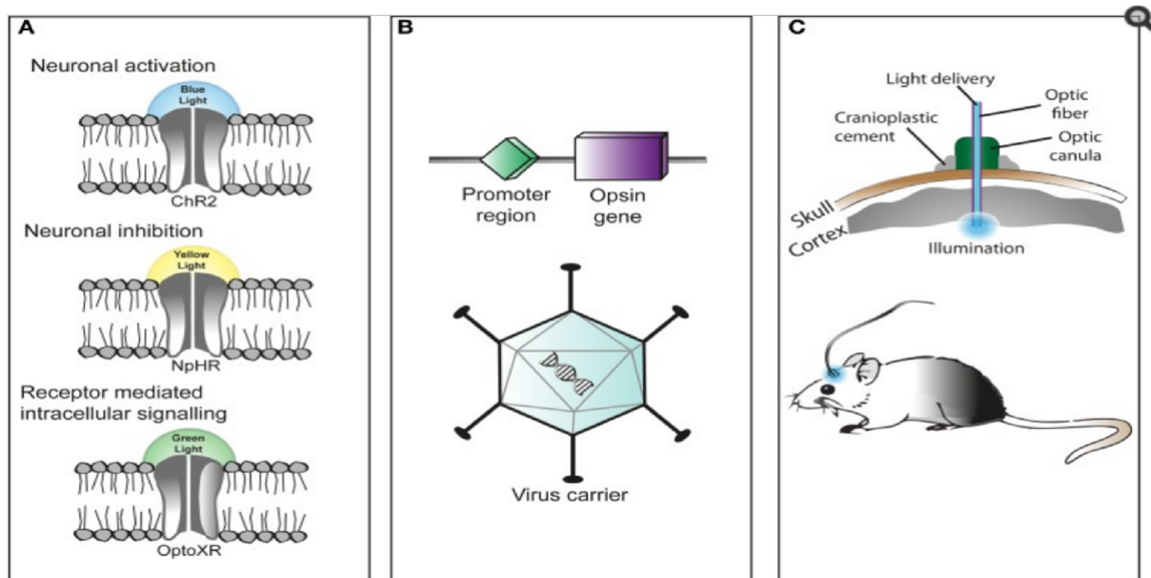 A
Neuronal activation
Blue
Light
ChR2
Neuronal inhibition
Yellow
Light
NpHR
Receptor mediated
intracellular signalling
Green
Light
OptoXR
B
Promoter
region
Opsin
gene
Virus carrier
C
Light delivery
Optic
fiber
Cranioplastic
cement
Optic
canula
Skull
Cortex
Illumination